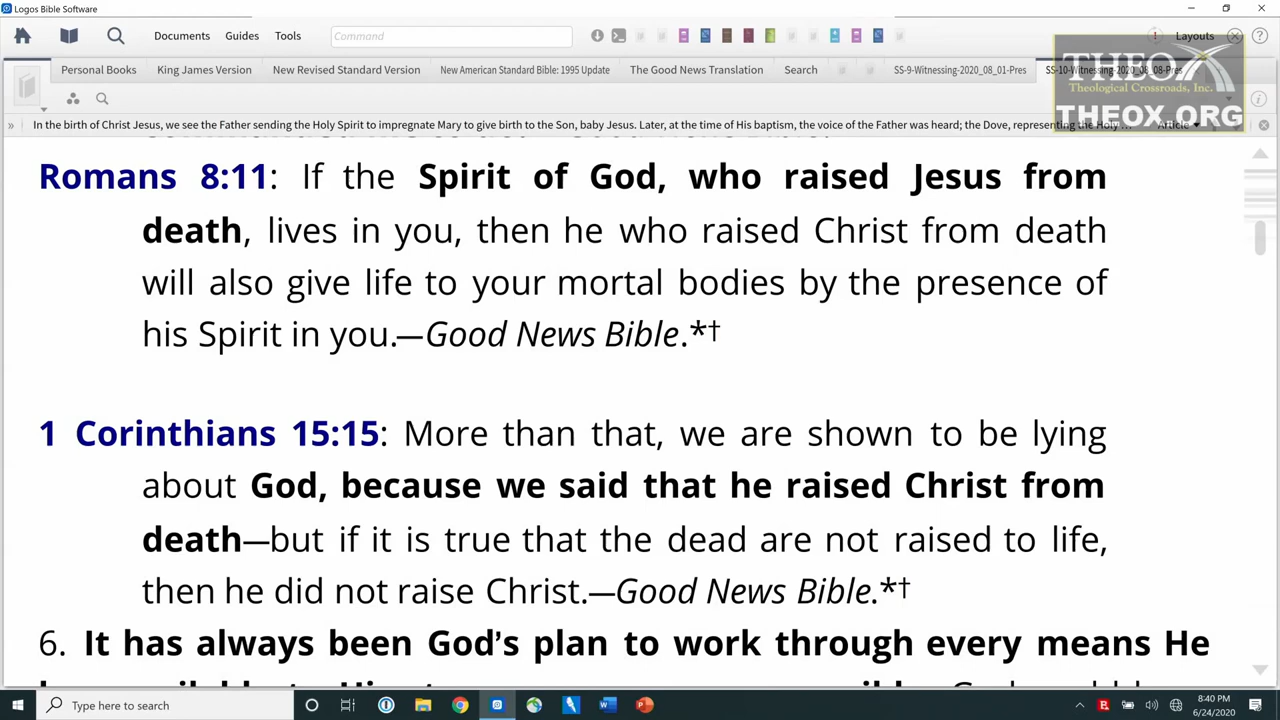 Logos Bible Software
Documents Guides Tools Command Layouts
THEOX
Theological Crossroads, Inc.
THEOX.ORG
Personal Books King James Version New Revised Stan Standard Bible: 1995 Update The Good News Translation Search SS-9-Witnessing-2020_08_01-Pres SS-10-Witnessing-2020_08_08-Pres
In the birth of Christ Jesus, we see the Father sending the Holy Spirit to impregnate Mary to give birth to the Son, baby Jesus. Later, at the time of His baptism, the voice of the Father was heard; the Dove, representing the Holy ... Article
Romans 8:11: If the Spirit of God, who raised Jesus from
death, lives in you, then he who raised Christ from death
will also give life to your mortal bodies by the presence of
his Spirit in you.—Good News Bible.*†
1 Corinthians 15:15: More than that, we are shown to be lying
about God, because we said that he raised Christ from
death—but if it is true that the dead are not raised to life,
then he did not raise Christ.—Good News Bible.*†
6. It has always been God's plan to work through every means He
Type here to search
8:40 PM
6/24/2020